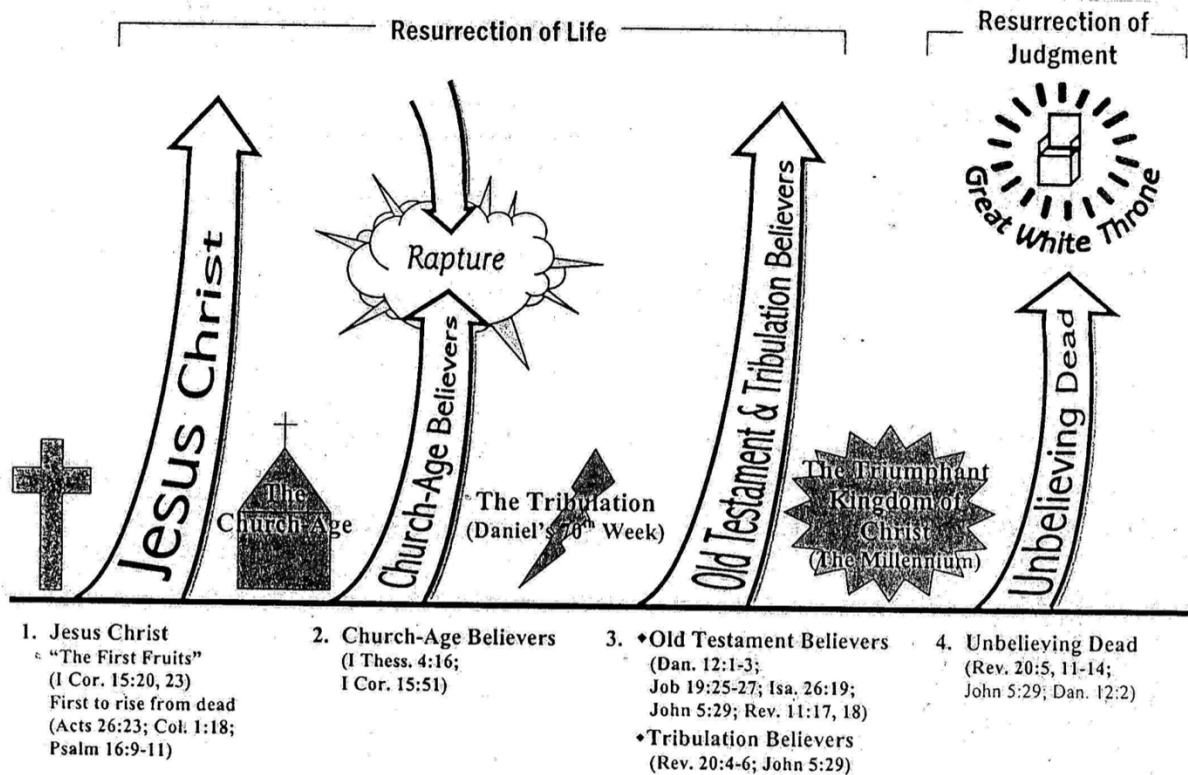 Resurrection of Life
Resurrection of
Judgment
Great White Throne
Jesus Christ
Rapture
Church-Age Believers
Old Testament & Tribulation Believers
Unbelieving Dead
The
Church-Age
The Tribulation
(Daniel's 70th Week)
The Triumphant
Kingdom of
Christ
(The Millennium)
1. Jesus Christ
"The First Fruits"
(I Cor. 15:20, 23)
First to rise from dead
(Acts 26:23; Col. 1:18;
Psalm 16:9-11)
2. Church-Age Believers
(I Thess. 4:16;
I Cor. 15:51)
3. ◆Old Testament Believers
(Dan. 12:1-3;
Job 19:25-27; Isa. 26:19;
John 5:29; Rev. 11:17, 18)
◆Tribulation Believers
(Rev. 20:4-6; John 5:29)
4. Unbelieving Dead
(Rev. 20:5, 11-14;
John 5:29; Dan. 12:2)